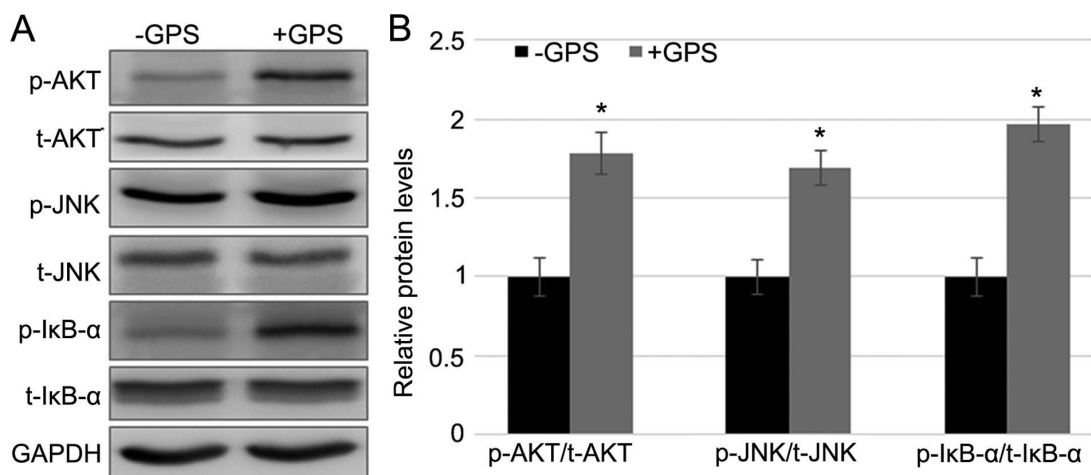 A
-GPS +GPS
p-AKT
t-AKT
p-JNK
t-JNK
p-IκB-α
t-IκB-α
GAPDH
B
-GPS +GPS
Relative protein levels
2.5
2
1.5
1
0.5
0
* * *
p-AKT/t-AKT p-JNK/t-JNK p-IκB-α/t-IκB-α